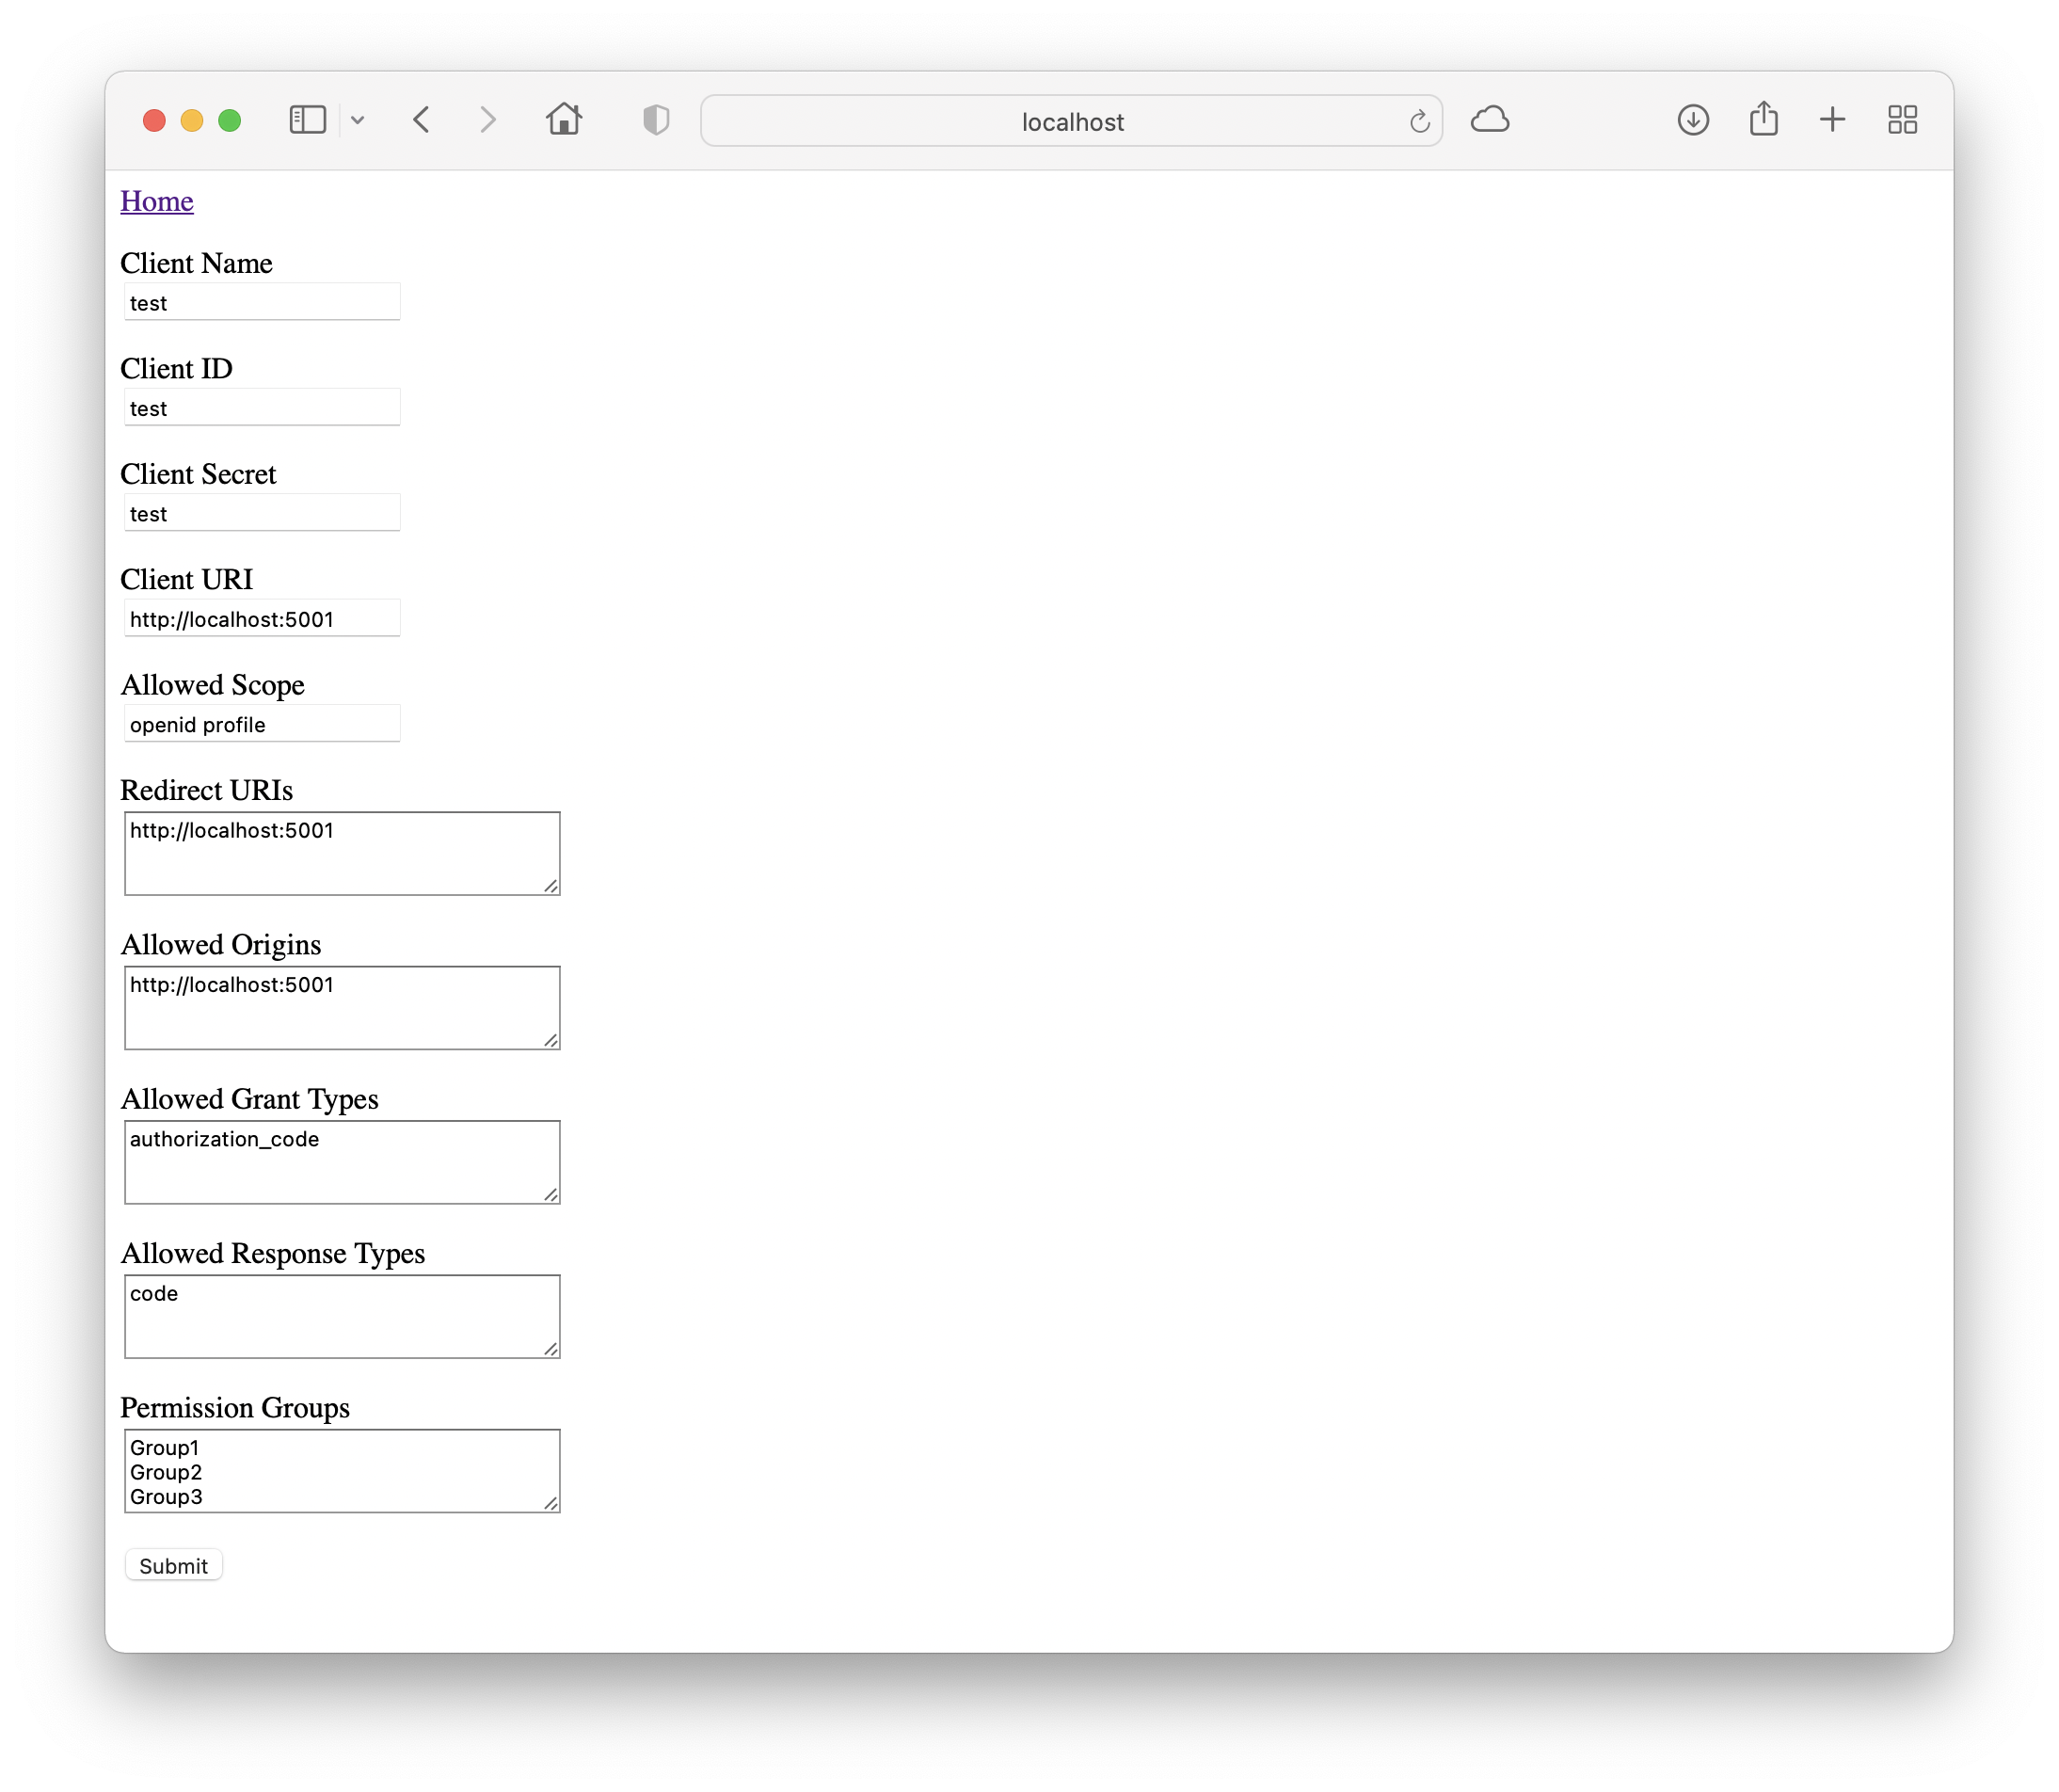 localhost
Home
Client Name
test
Client ID
test
Client Secret
test
Client URI
http://localhost:5001
Allowed Scope
openid profile
Redirect URIs
http://localhost:5001
Allowed Origins
http://localhost:5001
Allowed Grant Types
authorization_code
Allowed Response Types
code
Permission Groups
Group1
Group2
Group3
Submit